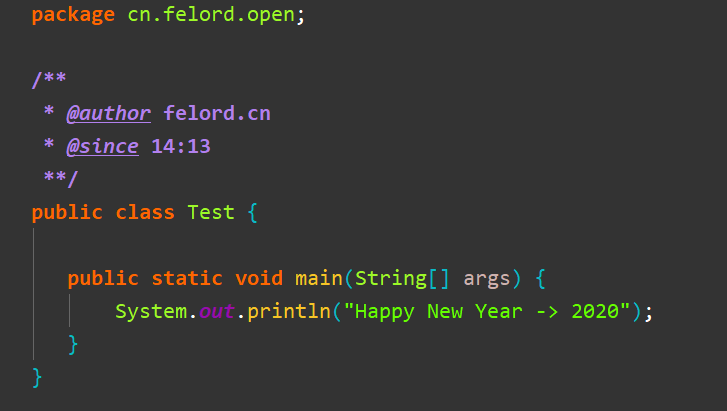 package cn.felord.open;
/**
 * @author felord.cn
 * @since 14:13
 **/
public class Test {
public static void main(String[] args) {
System.out.println("Happy New Year -> 2020");
}
}